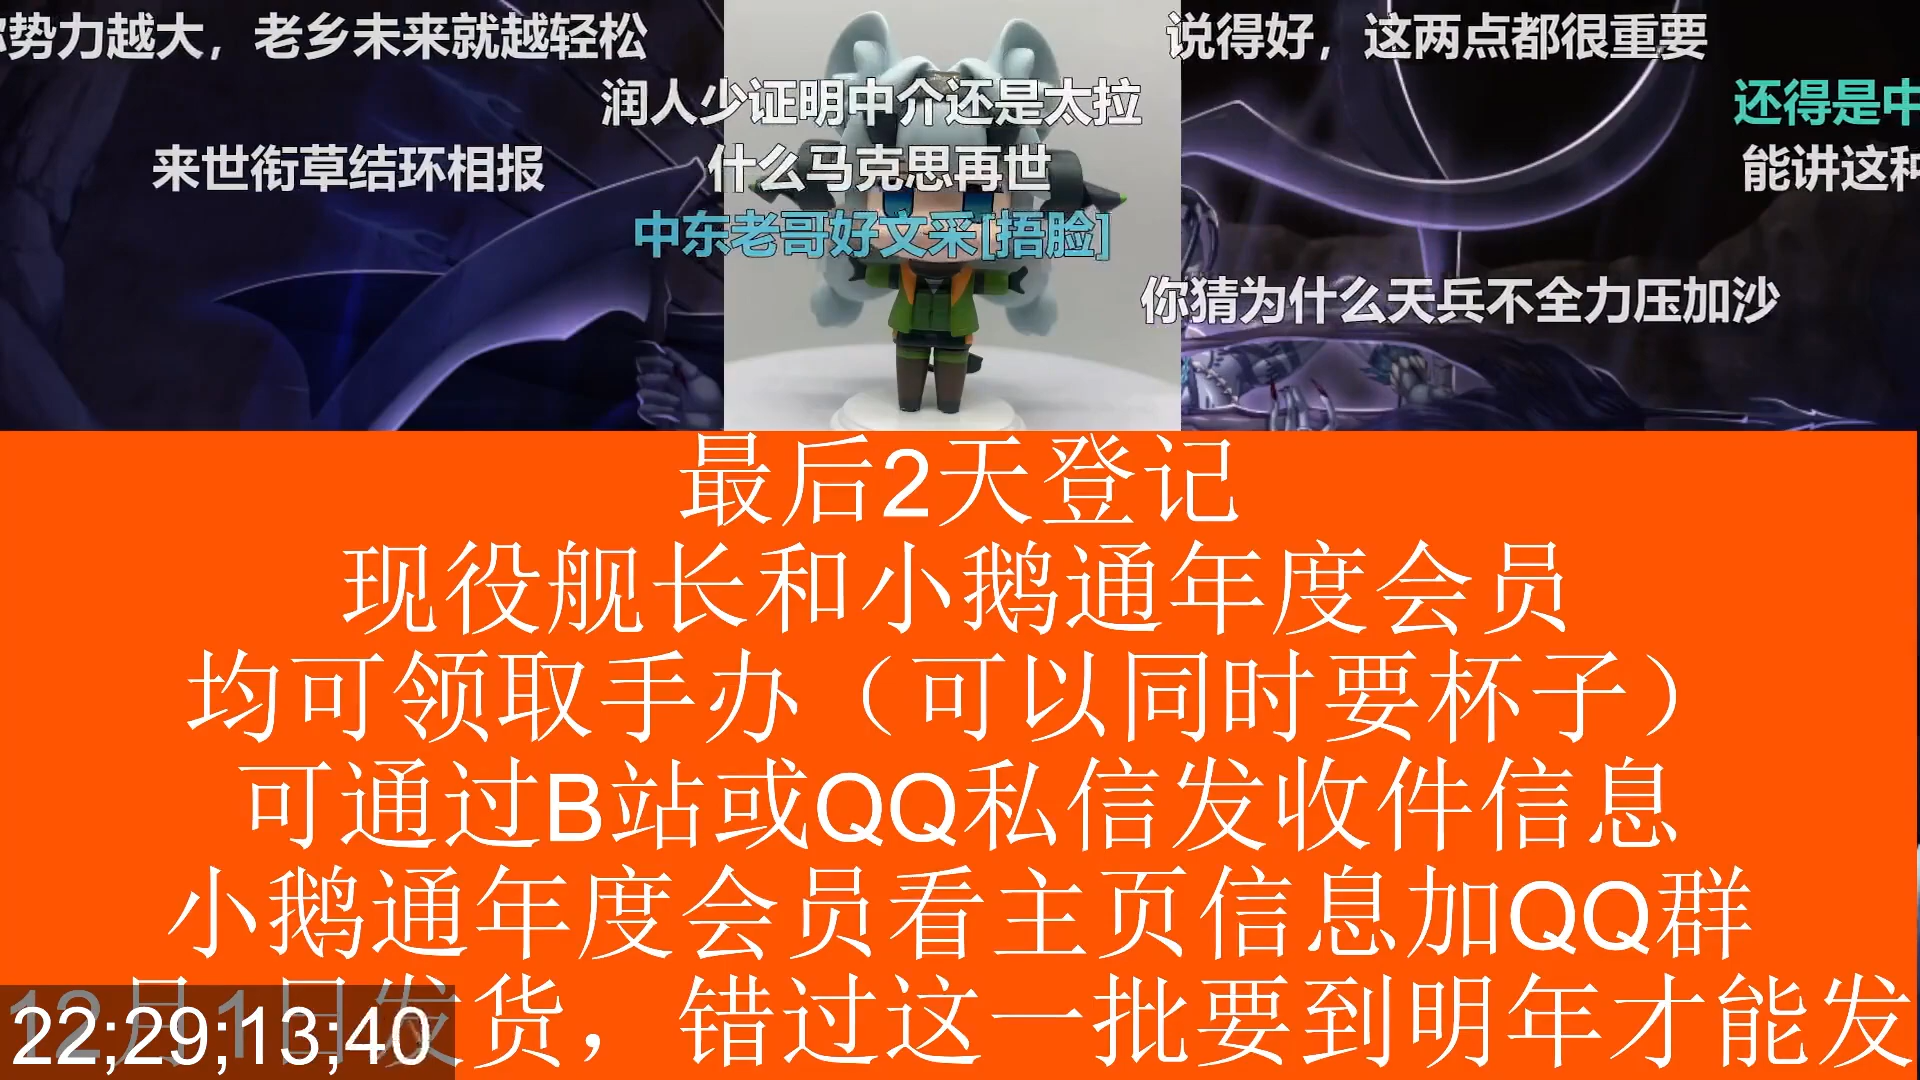 势力越大，老乡未来就越轻松
说得好，这两点都很重要
润人少证明中介还是太拉
还得是中
来世衔草结环相报
什么马克思再世
能讲这种
中东老哥好文采[捂脸]
你猜为什么天兵不全力压加沙
最后2天登记
现役舰长和小鹅通年度会员
均可领取手办（可以同时要杯子）
可通过B站或QQ私信发收件信息
小鹅通年度会员看主页信息加QQ群
12月1日发货，错过这一批要到明年才能发
22;29;13;40